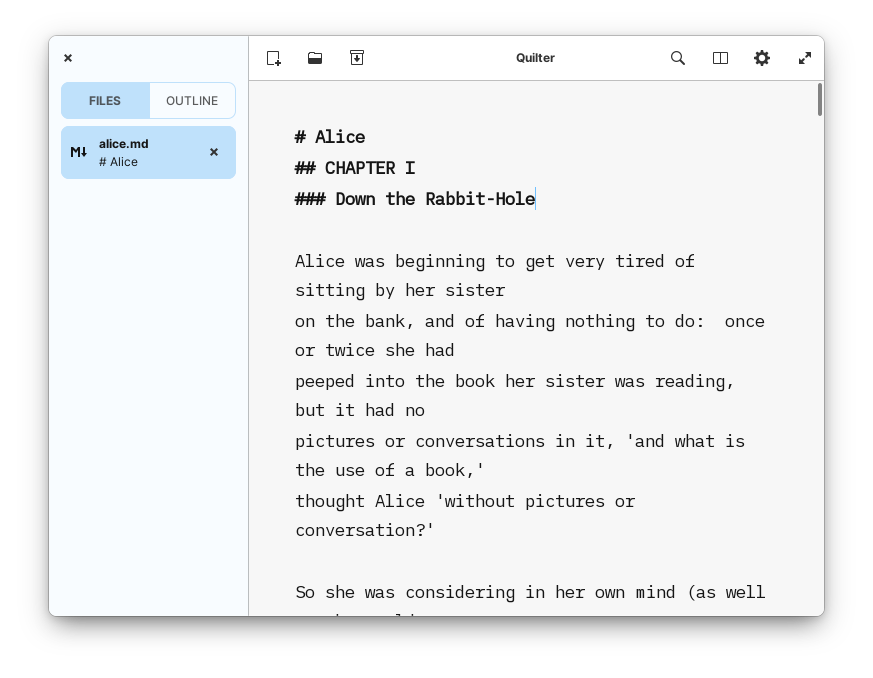 Quilter
FILES
OUTLINE
M↓
alice.md
# Alice
# Alice
## CHAPTER I
### Down the Rabbit-Hole
Alice was beginning to get very tired of
sitting by her sister
on the bank, and of having nothing to do:  once
or twice she had
peeped into the book her sister was reading,
but it had no
pictures or conversations in it, 'and what is
the use of a book,'
thought Alice 'without pictures or
conversation?'
So she was considering in her own mind (as well